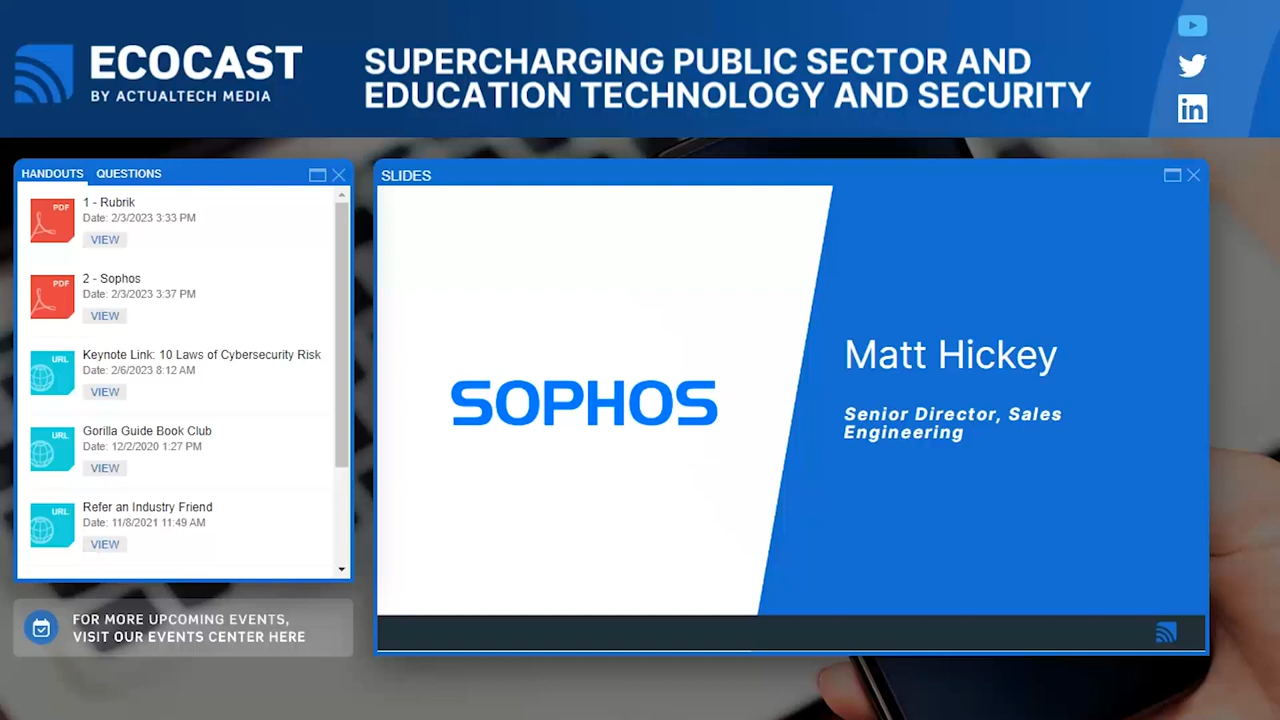 ECOCAST
BY ACTUALTECH MEDIA
SUPERCHARGING PUBLIC SECTOR AND
EDUCATION TECHNOLOGY AND SECURITY
in
HANDOUTS QUESTIONS
PDF
1 - Rubrik
Date: 2/3/2023 3:33 PM
VIEW
PDF
2 - Sophos
Date: 2/3/2023 3:37 PM
VIEW
URL
Keynote Link: 10 Laws of Cybersecurity Risk
Date: 2/6/2023 8:12 AM
VIEW
URL
Gorilla Guide Book Club
Date: 12/2/2020 1:27 PM
VIEW
URL
Refer an Industry Friend
Date: 11/8/2021 11:49 AM
VIEW
FOR MORE UPCOMING EVENTS,
VISIT OUR EVENTS CENTER HERE
SLIDES
SOPHOS
Matt Hickey
Senior Director, Sales
Engineering